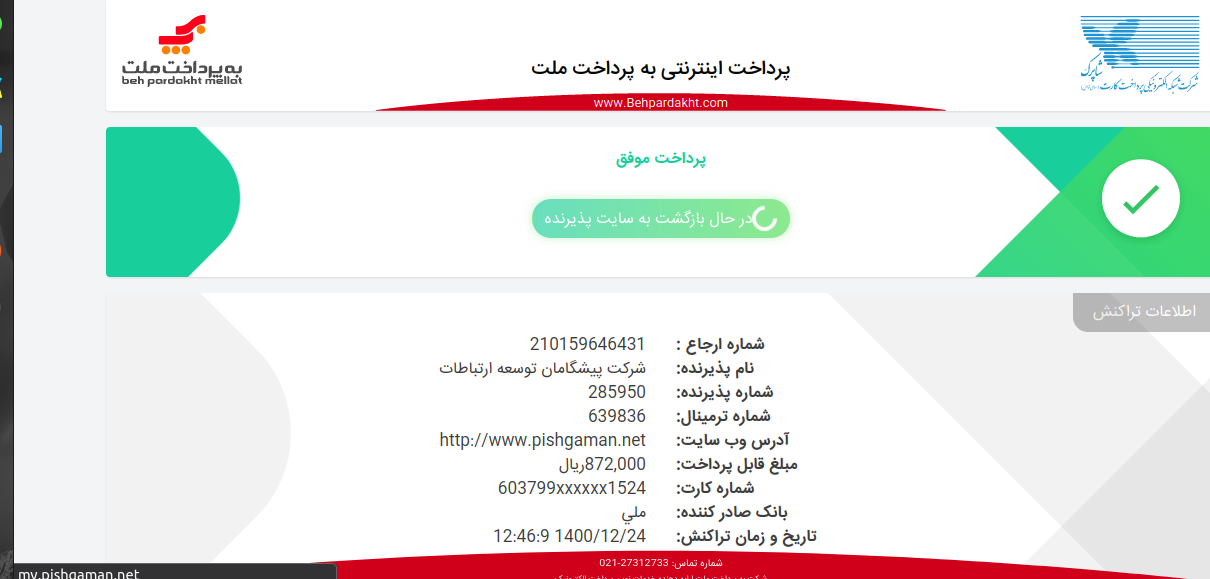 به پرداخت ملت
beh pardakht mellat
پرداخت اینترنتی به پرداخت ملت
www.Behpardakht.com
شاپرک
شرکت شبکه الکترونیکی پرداخت کارت
پرداخت موفق
در حال بازگشت به سایت پذیرنده
اطلاعات تراکنش
شماره ارجاع : 210159646431
نام پذیرنده: شرکت پیشگامان توسعه ارتباطات
شماره پذیرنده: 285950
شماره ترمینال: 639836
آدرس وب سایت: http://www.pishgaman.net
مبلغ قابل پرداخت: 872,000ریال
شماره کارت: 603799xxxxxx1524
بانک صادر کننده: ملي
تاریخ و زمان تراکنش: 1400/12/24 12:46:9
شماره تماس: 27312733-021
my.pishgaman.net